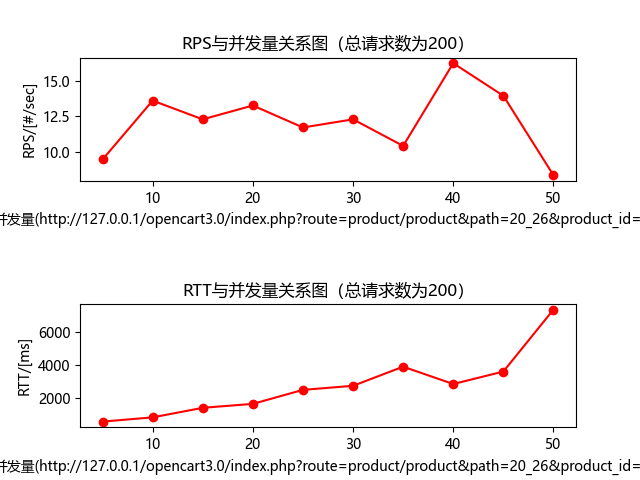 RPS与并发量关系图（总请求数为200）
RPS/[#/sec]
15.0
12.5
10.0
10 20 30 40 50
并发量(http://127.0.0.1/opencart3.0/index.php?route=product/product&path=20_26&product_id=
RTT与并发量关系图（总请求数为200）
RTT/[ms]
6000
4000
2000
10 20 30 40 50
并发量(http://127.0.0.1/opencart3.0/index.php?route=product/product&path=20_26&product_id=